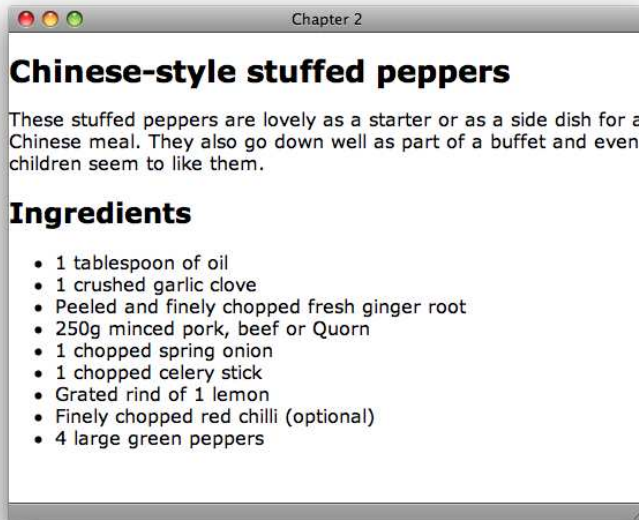 Chapter 2
Chinese-style stuffed peppers
These stuffed peppers are lovely as a starter or as a side dish for a
Chinese meal. They also go down well as part of a buffet and even
children seem to like them.
Ingredients
1 tablespoon of oil
1 crushed garlic clove
Peeled and finely chopped fresh ginger root
250g minced pork, beef or Quorn
1 chopped spring onion
1 chopped celery stick
Grated rind of 1 lemon
Finely chopped red chilli (optional)
4 large green peppers